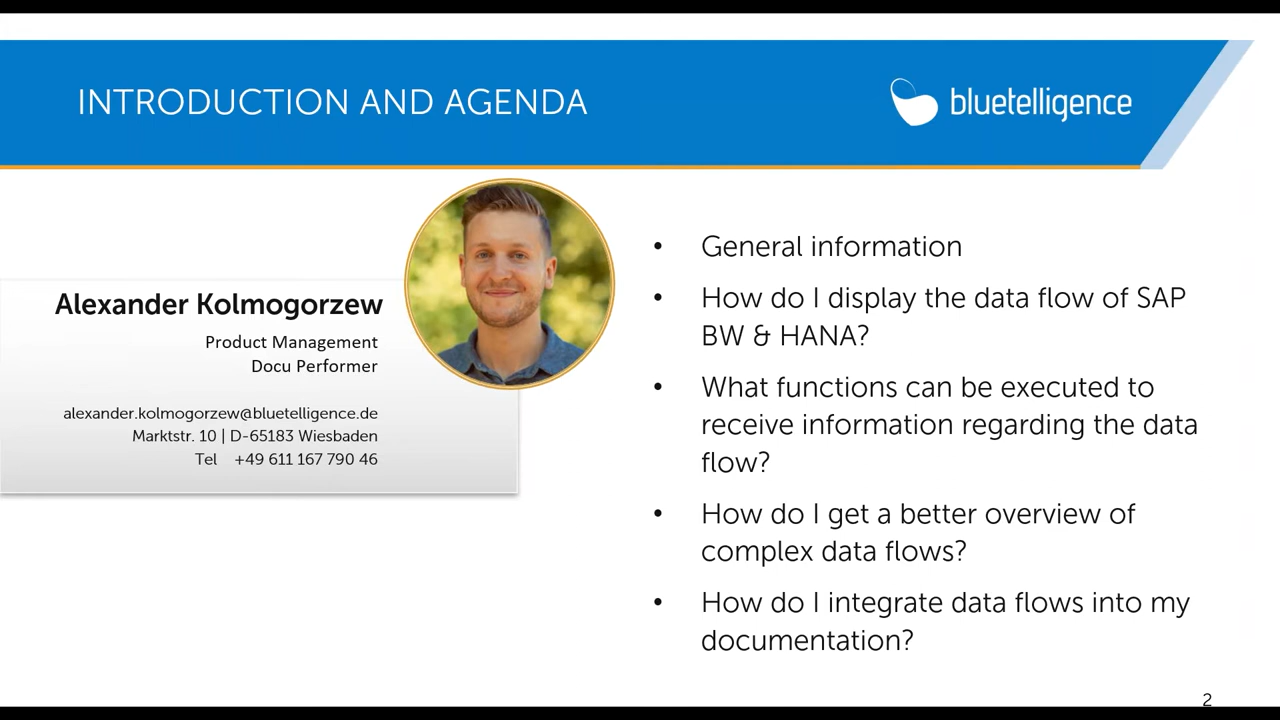 INTRODUCTION AND AGENDA
bluetelligence
Alexander Kolmogorzew
Product Management
Docu Performer
alexander.kolmogorzew@bluetelligence.de
Marktstr. 10 | D-65183 Wiesbaden
Tel +49 611 167 790 46
• General information
• How do I display the data flow of SAP
BW & HANA?
• What functions can be executed to
receive information regarding the data
flow?
• How do I get a better overview of
complex data flows?
• How do I integrate data flows into my
documentation?
2